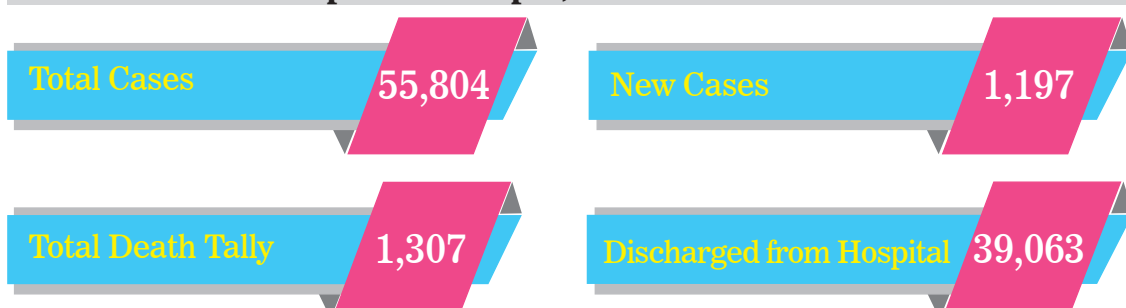 Total Cases 55,804
New Cases 1,197
Total Death Tally 1,307
Discharged from Hospital 39,063